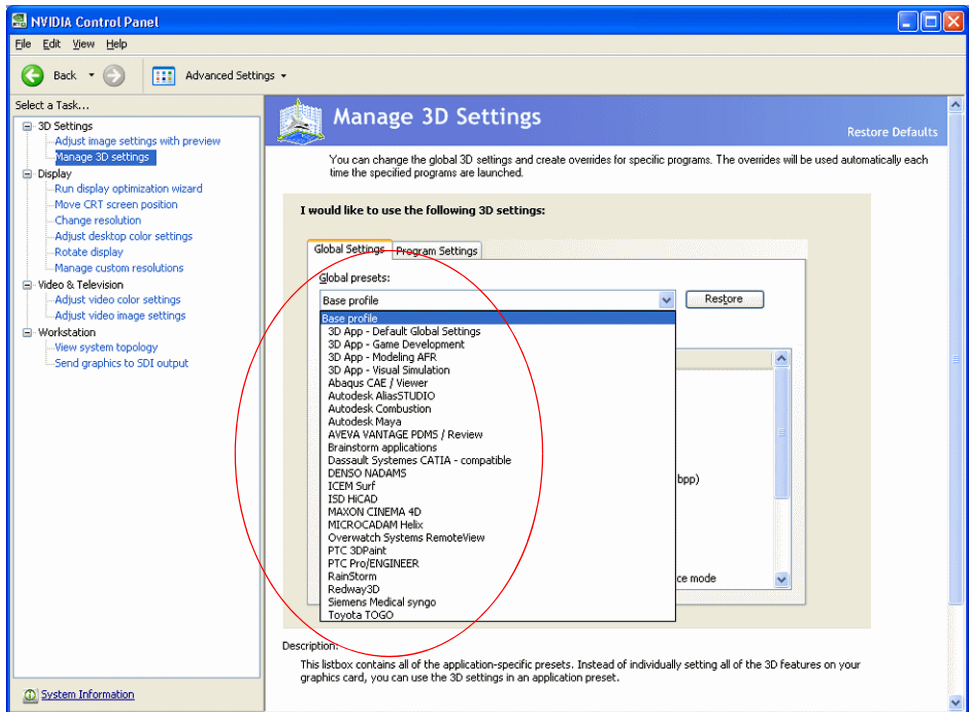 NVIDIA Control Panel
File Edit View Help
Back Advanced Settings
Select a Task...
3D Settings
Adjust image settings with preview
Manage 3D settings
Display
Run display optimization wizard
Move CRT screen position
Change resolution
Adjust desktop color settings
Rotate display
Manage custom resolutions
Video & Television
Adjust video color settings
Adjust video image settings
Workstation
View system topology
Send graphics to SDI output
System Information
Manage 3D Settings
Restore Defaults
You can change the global 3D settings and create overrides for specific programs. The overrides will be used automatically each
time the specified programs are launched.
I would like to use the following 3D settings:
Global Settings Program Settings
Global presets:
Base profile Restore
Base profile
3D App - Default Global Settings
3D App - Game Development
3D App - Modeling AFR
3D App - Visual Simulation
Abaqus CAE / Viewer
Autodesk AliasSTUDIO
Autodesk Combustion
Autodesk Maya
AVEVA VANTAGE PDMS / Review
Brainstorm applications
Dassault Systemes CATIA - compatible
DENSO NADAMS
ICEM Surf
ISD HiCAD
MAXON CINEMA 4D
MICROCADAM Helix
Overwatch Systems RemoteView
PTC 3DPaint
PTC Pro/ENGINEER
RainStorm
Redway3D
Siemens Medical syngo
Toyota TOGO
bpp)
ce mode
Description:
This listbox contains all of the application-specific presets. Instead of individually setting all of the 3D features on your
graphics card, you can use the 3D settings in an application preset.